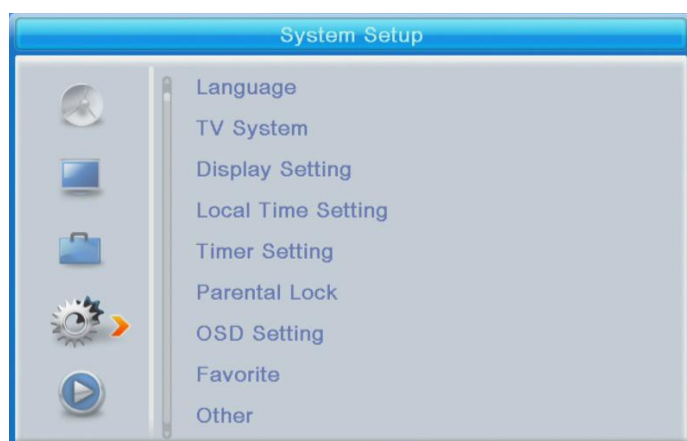 System Setup
Language
TV System
Display Setting
Local Time Setting
Timer Setting
Parental Lock
OSD Setting
Favorite
Other